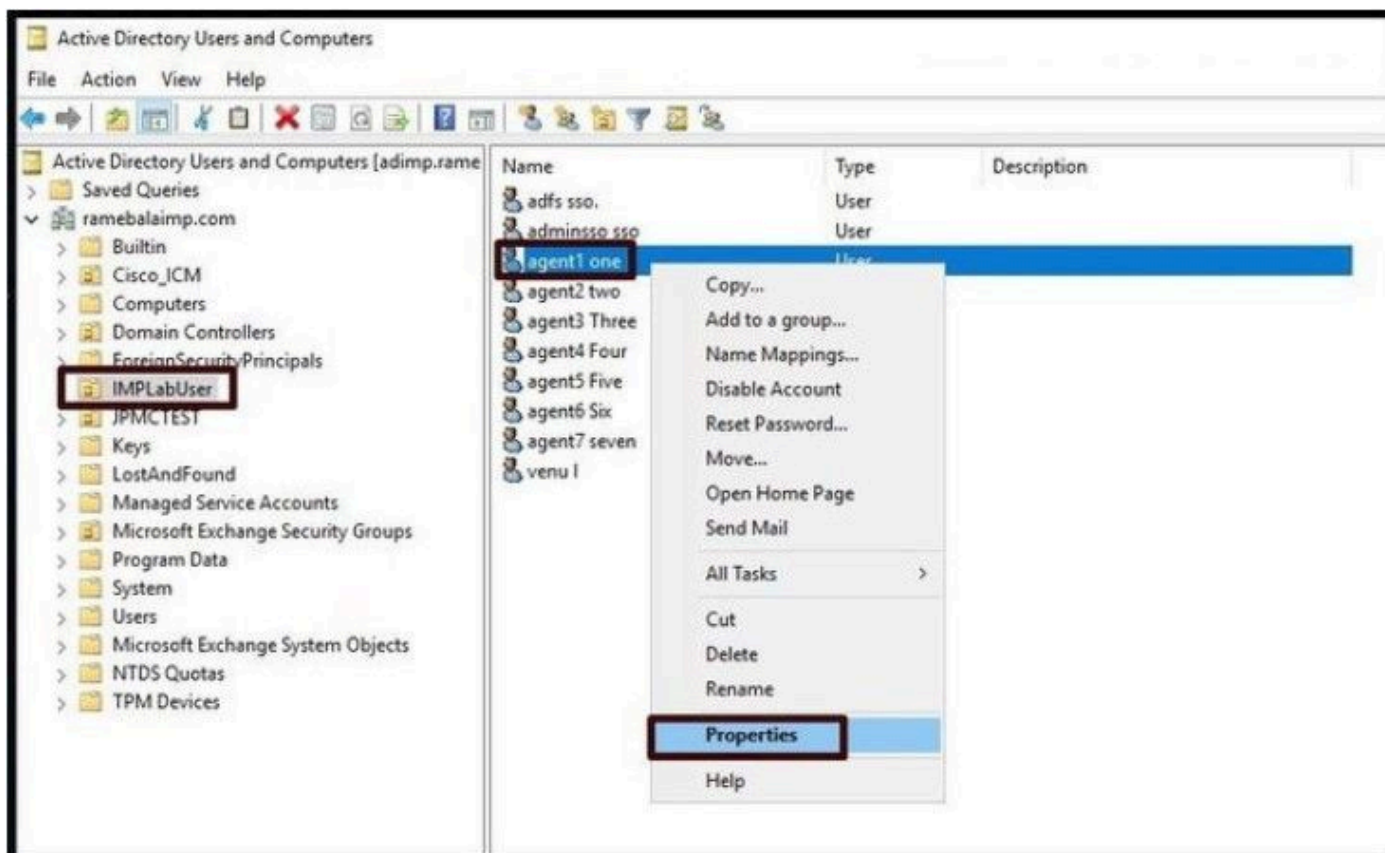 Active Directory Users and Computers
File Action View Help
Active Directory Users and Computers [adimp.rame
Saved Queries
ramebalaimp.com
Builtin
Cisco_ICM
Computers
Domain Controllers
ForeignSecurityPrincipals
IMPLabUser
JPMCTEST
Keys
LostAndFound
Managed Service Accounts
Microsoft Exchange Security Groups
Program Data
System
Users
Microsoft Exchange System Objects
NTDS Quotas
TPM Devices
Name Type Description
adfs sso. User
adminsso sso User
agent1 one User
agent2 two
agent3 Three
agent4 Four
agent5 Five
agent6 Six
agent7 seven
venu l
Copy...
Add to a group...
Name Mappings...
Disable Account
Reset Password...
Move...
Open Home Page
Send Mail
All Tasks
Cut
Delete
Rename
Properties
Help